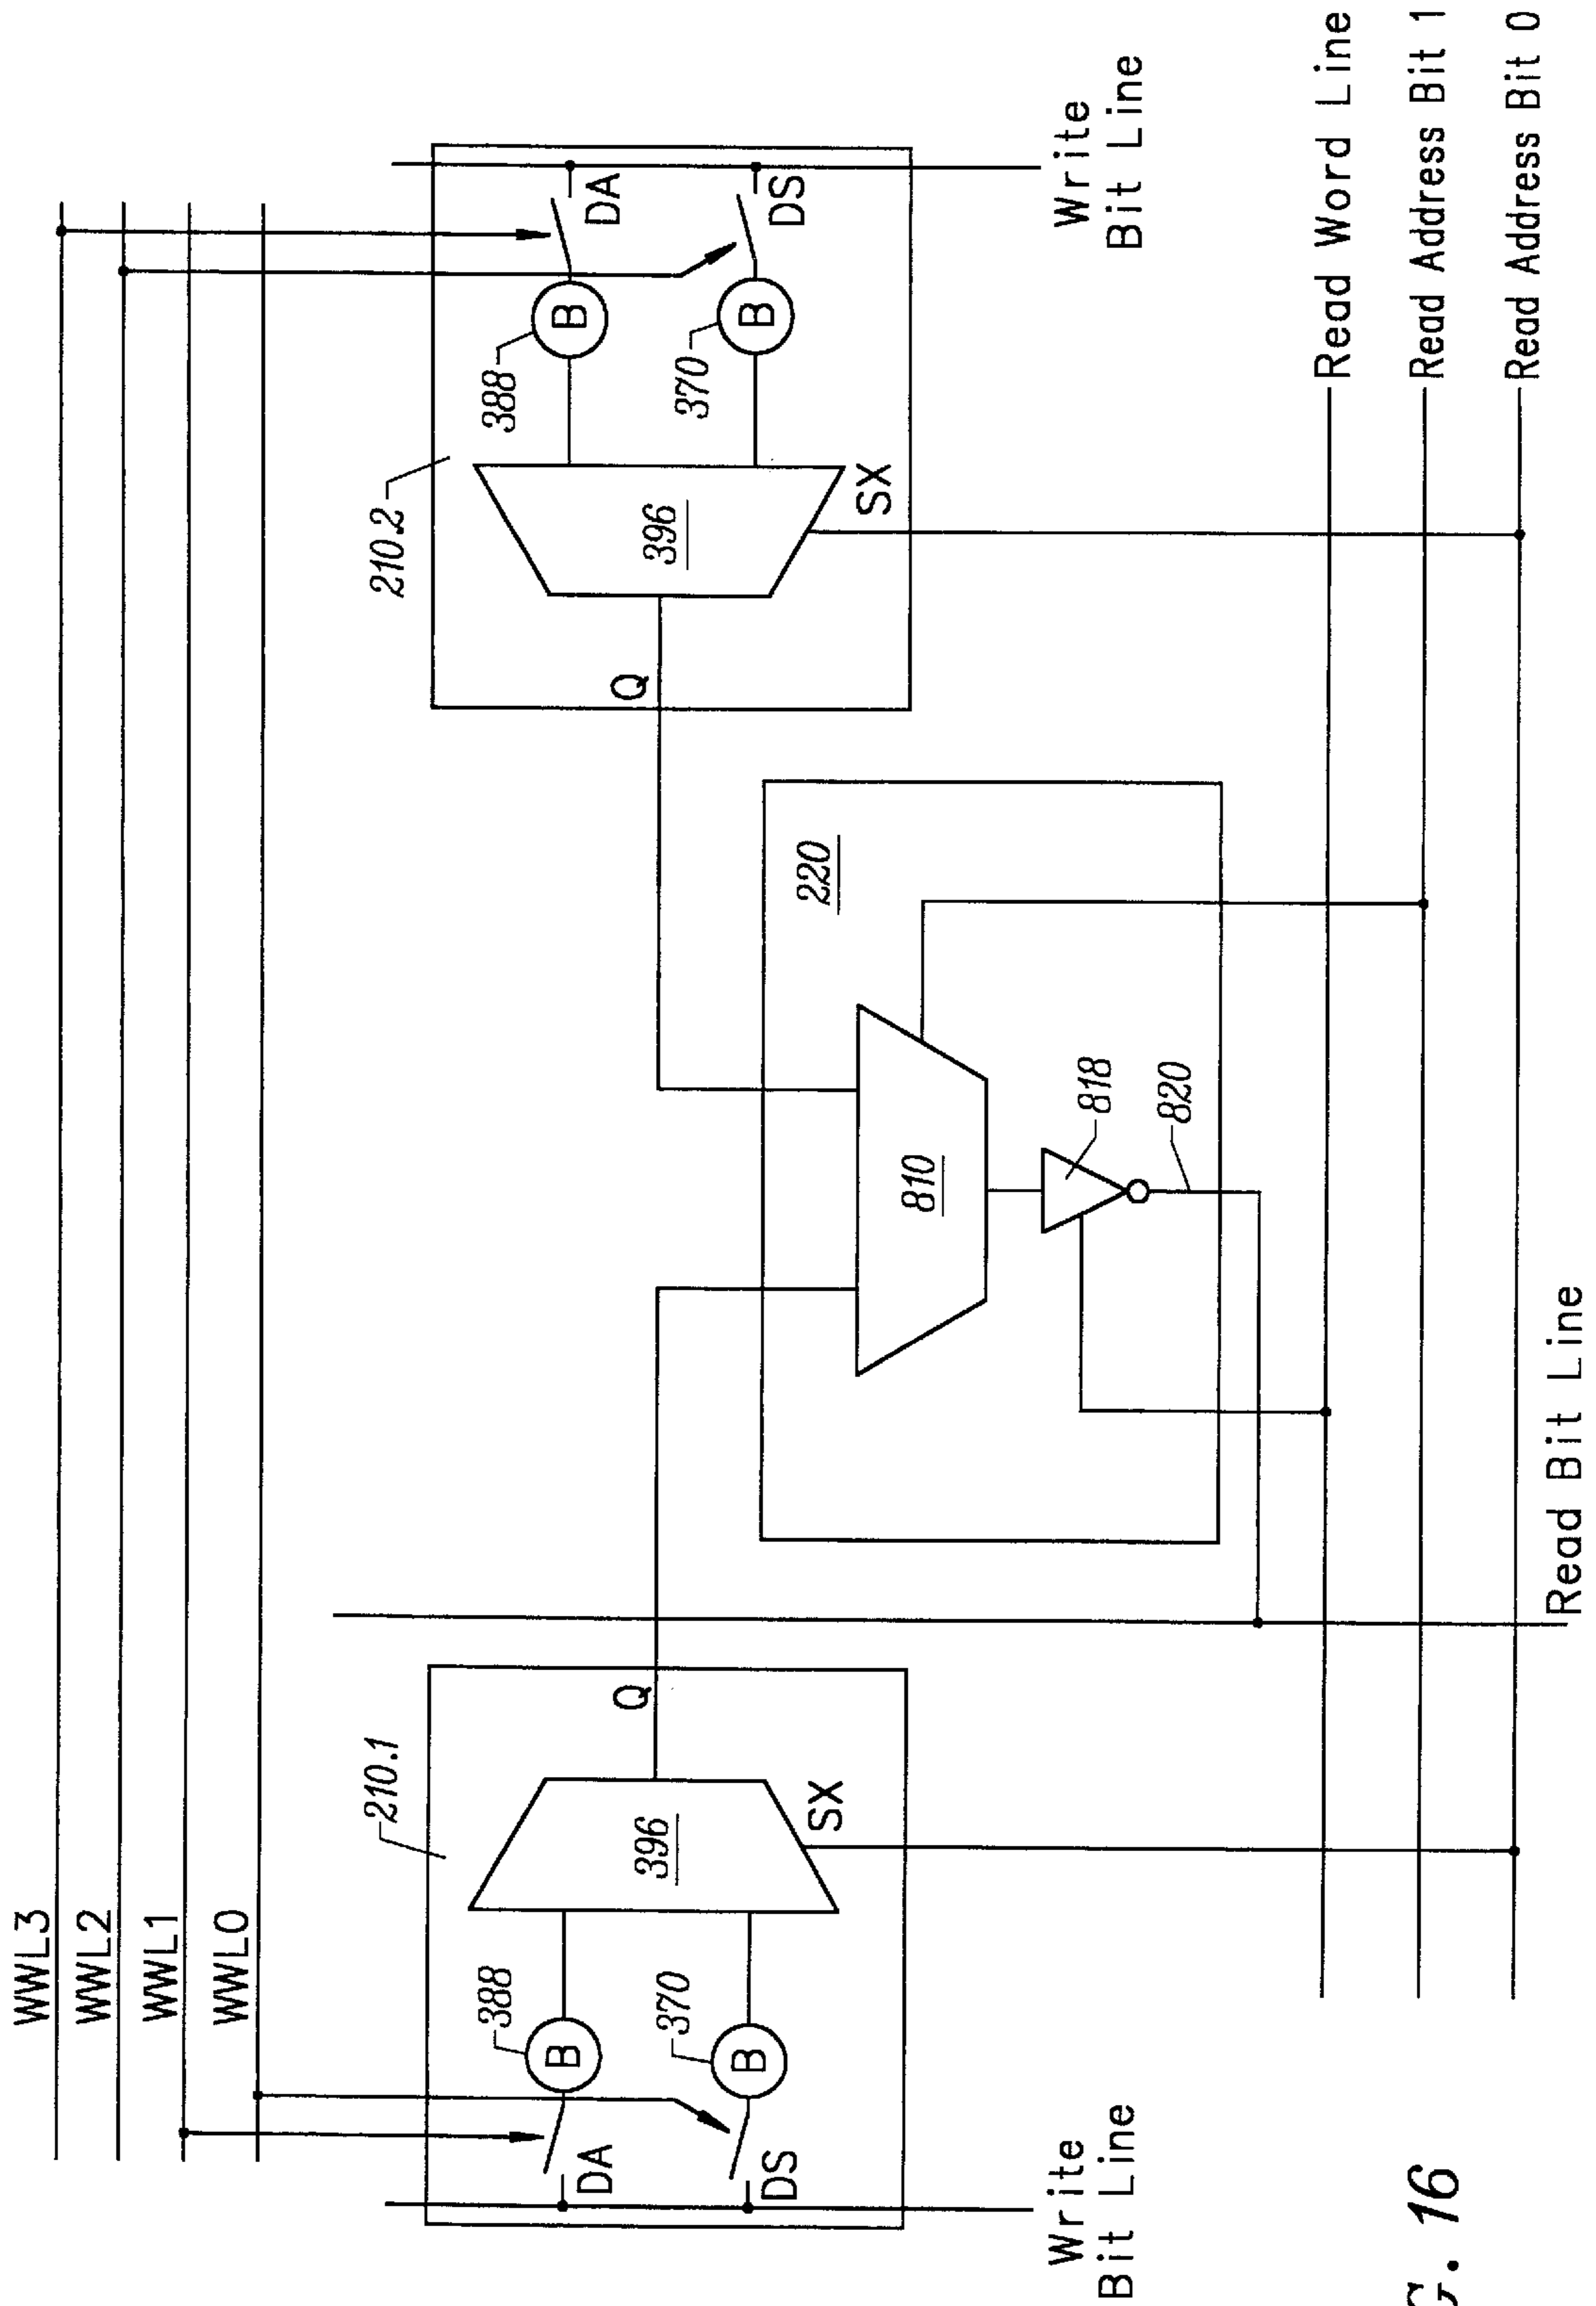 WWL3
WWL2
WWL1
WWL0
210.1
388
B
370
B
DA
DS
396
SX
Q
Write
Bit Line
210.2
388
B
370
B
DA
DS
396
SX
Q
Write
Bit Line
220
810
818
820
Read Word Line
Read Address Bit 1
Read Address Bit 0
Read Bit Line
G. 16